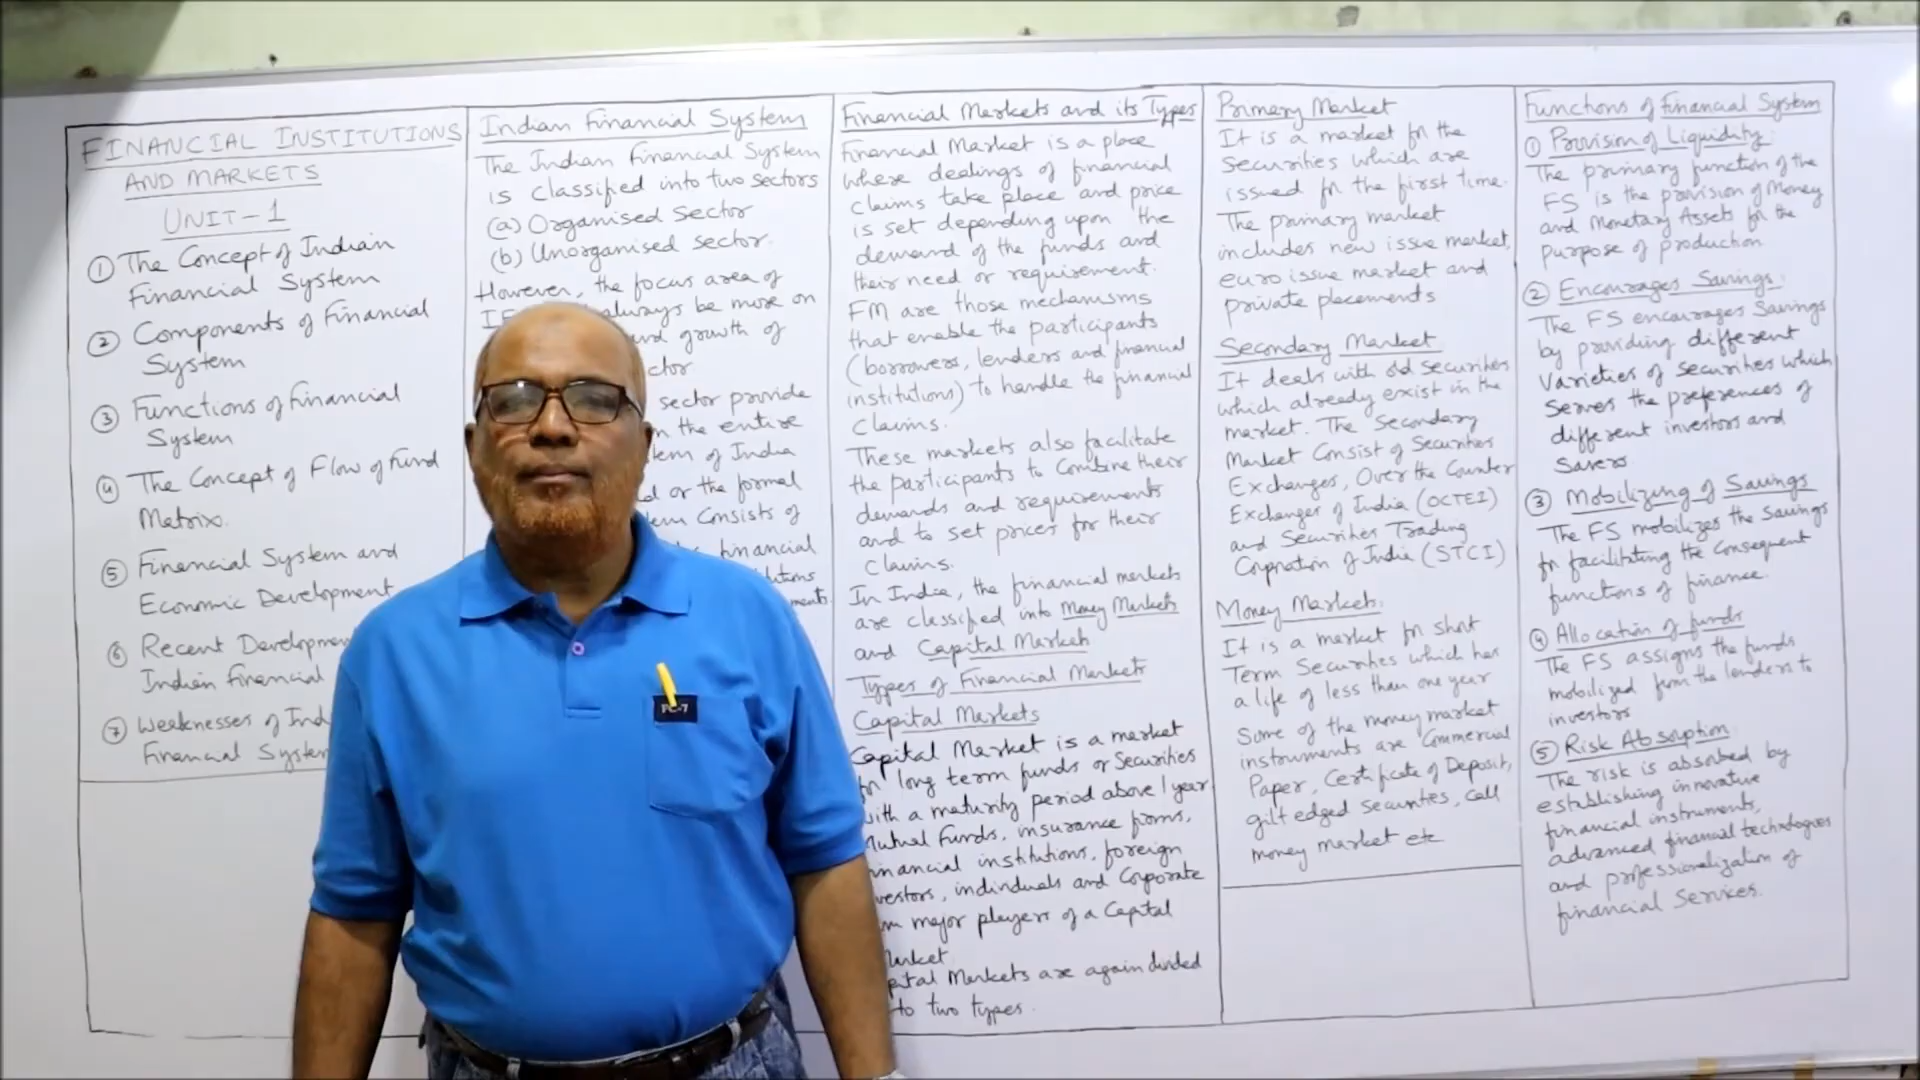 FINANCIAL INSTITUTIONS
AND MARKETS
UNIT-1
① The Concept of Indian
Financial System
② Components of Financial
System
③ Functions of Financial
System
④ The Concept of Flow of Fund
Matrix.
⑤ Financial System and
Economic Development
⑥ Recent Developmen
Indian Financial
⑦ Weaknesses of Ind
Financial System
Indian Financial System
The Indian Financial System
is classified into two sectors
(a) Organised Sector
(b) Unorganised sector.
However, the focus area of
always be more on
growth of
sector provide
the entire
of India
or the formal
Consists of
financial
Financial Markets and its Types
Financial Market is a place
where dealings of financial
claims take place and price
is set depending upon the
demand of the funds and
their need or requirement.
FM are those mechanisms
that enable the participants
(borrowers, lenders and financial
institutions) to handle the financial
claims.
These markets also facilitate
the participants to Combine their
demands and requirements
and to set prices for their
claims.
In India, the financial markets
are classified into Money Markets
and Capital Markets
Types of Financial Markets
Capital Markets
Capital Market is a market
for long term funds or Securities
with a maturity period above 1 year
Mutual Funds, insurance firms,
nancial institutions, foreign
vestors, individuals and Corporate
major players of a Capital
Market
pital Markets are again divided
to two types.
Primary Market
It is a market for the
securities which are
issued for the first time.
The primary market
includes new issue market,
euro issue market and
private placements
Secondary Market
It deals with old securities
which already exist in the
market. The Secondary
Market Consist of Securities
Exchanges, Over the Counter
Exchanges of India (OCTEI)
and Securities Trading
Corporation of India (STCI)
Money Markets:
It is a market for short
Term Securities which has
a life of less than one year
Some of the money market
instruments are Commercial
Paper, Certificate of Deposit,
gilt edged securities, call
money market etc
Functions of Financial System
① Provision of Liquidity:
The primary function of the
FS is the provision of Money
and Monetary Assets for the
purpose of production
② Encourages Savings:
The FS encourages Savings
by providing different
Varieties of securities which
serves the preferences of
different investors and
Savers
③ Mobilizing of Savings
The FS mobilizes the savings
for facilitating the consequent
functions of finance.
④ Allocation of funds
The FS assigns the funds
mobilized from the lenders to
investors
⑤ Risk Absorption
The risk is absorbed by
establishing innovative
financial instruments,
advanced financial technologies
and professionalization of
financial Services.
PC-7